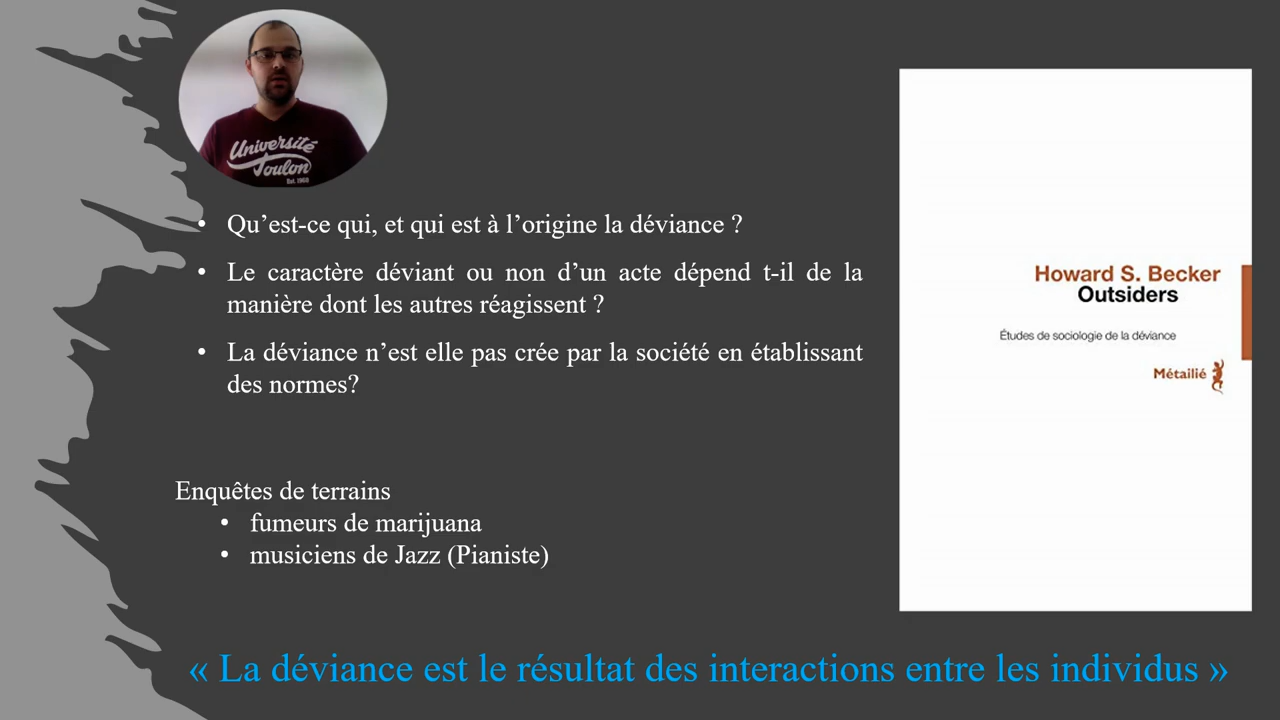 Université
Toulon
Est. 1968
• Qu’est-ce qui, et qui est à l’origine la déviance ?
• Le caractère déviant ou non d’un acte dépend t-il de la
manière dont les autres réagissent ?
• La déviance n’est elle pas crée par la société en établissant
des normes?
Enquêtes de terrains
• fumeurs de marijuana
• musiciens de Jazz (Pianiste)
Howard S. Becker
Outsiders
Études de sociologie de la déviance
Métailié
« La déviance est le résultat des interactions entre les individus »